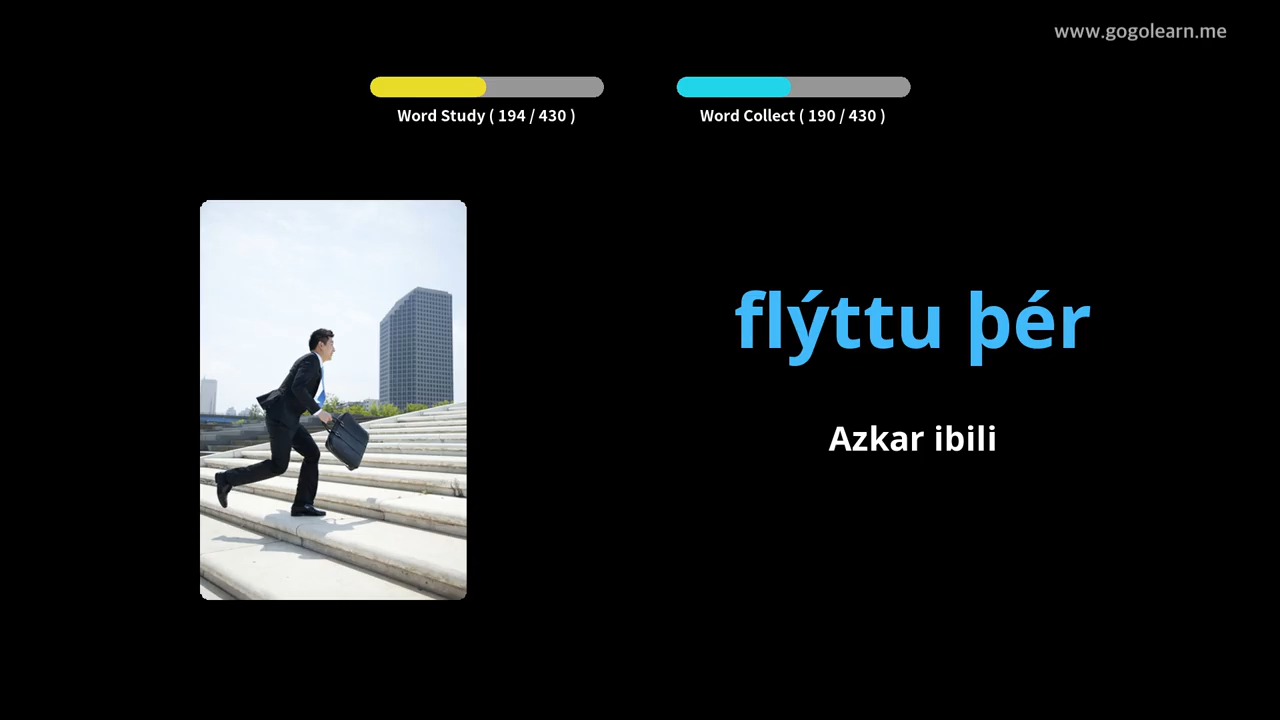 www.gogolearn.me
Word Study ( 194 / 430 )
Word Collect ( 190 / 430 )
flýttu þér
Azkar ibili